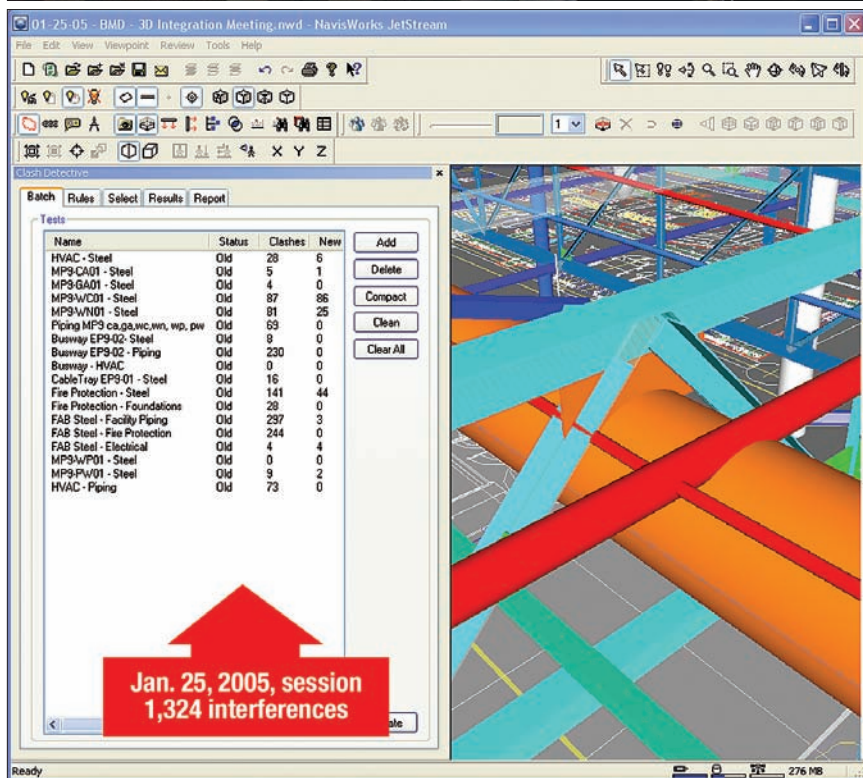 01-25-05 - BMD - 3D Integration Meeting.nwd - NavisWorks JetStream
File Edit View Viewpoint Review Tools Help
1
X Y Z
Clash Detective
Batch Rules Select Results Report
Tests
Name Status Clashes New
HVAC - Steel Old 28 6
MP9-CA01 - Steel Old 5 1
MP9-GA01 - Steel Old 4 0
MP9-WC01 - Steel Old 87 86
MP9-WN01 - Steel Old 81 25
Piping MP9 ca,ga,wc,wn, wp, pw Old 69 0
Busway EP9-02- Steel Old 8 0
Busway EP9-02 - Piping Old 230 0
Busway - HVAC Old 0 0
CableTray EP9-01 - Steel Old 16 0
Fire Protection - Steel Old 141 44
Fire Protection - Foundations Old 28 0
FAB Steel - Facility Piping Old 297 3
FAB Steel - Fire Protection Old 244 0
FAB Steel - Electrical Old 4 4
MP9-WP01 - Steel Old 0 0
MP9-PW01 - Steel Old 9 2
HVAC - Piping Old 73 0
Add
Delete
Compact
Clean
Clear All
Jan. 25, 2005, session
1,324 interferences
Ready
276 MB